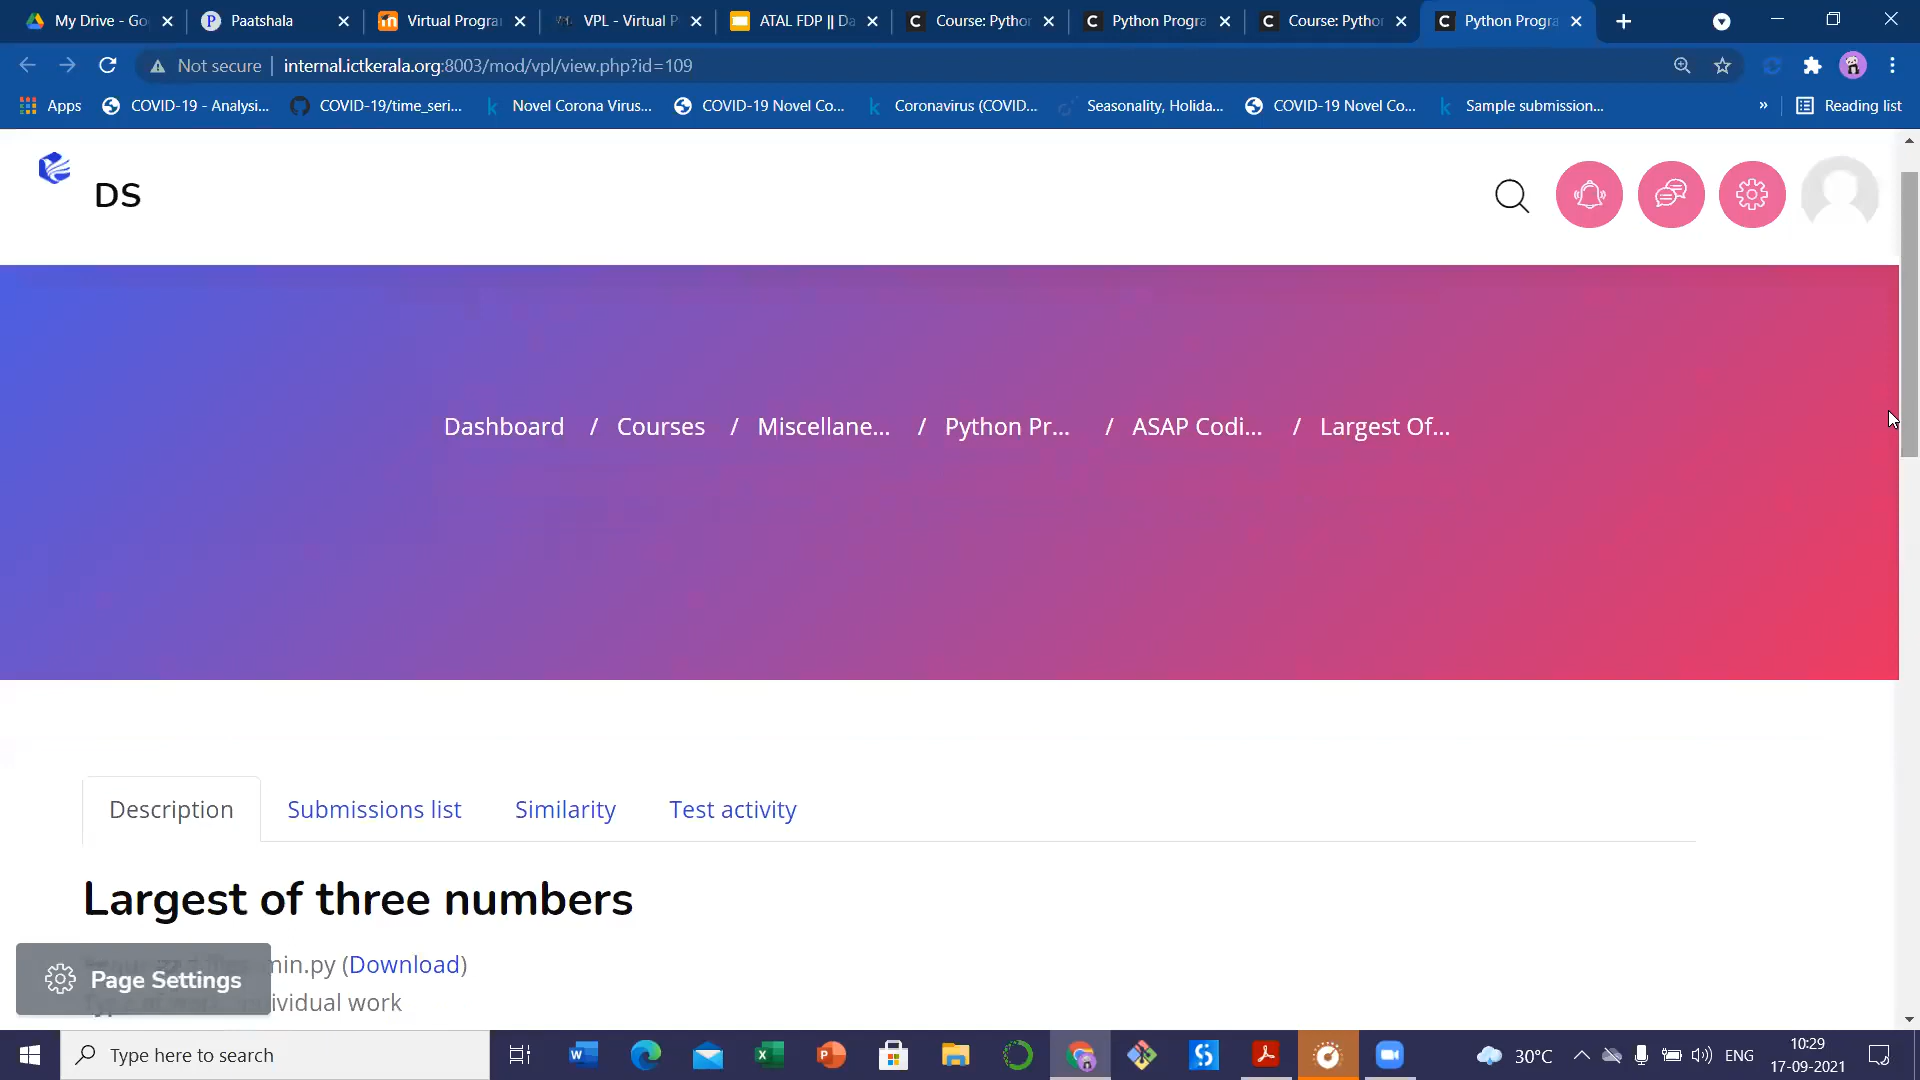 My Drive - Go
Paatshala
Virtual Progra
VPL - Virtual P
ATAL FDP || Da
Course: Pytho
Python Progra
Course: Pytho
Python Progra
Not secure
internal.ictkerala.org:8003/mod/vpl/view.php?id=109
Apps
COVID-19 - Analysi...
COVID-19/time_seri...
Novel Corona Virus...
COVID-19 Novel Co...
Coronavirus (COVID...
Seasonality, Holida...
COVID-19 Novel Co...
Sample submission...
»
Reading list
DS
Dashboard / Courses / Miscellane... / Python Pr... / ASAP Codi... / Largest Of...
Description
Submissions list
Similarity
Test activity
Largest of three numbers
min.py (Download)
Page Settings
ividual work
Type here to search
30°C
ENG
10:29
17-09-2021